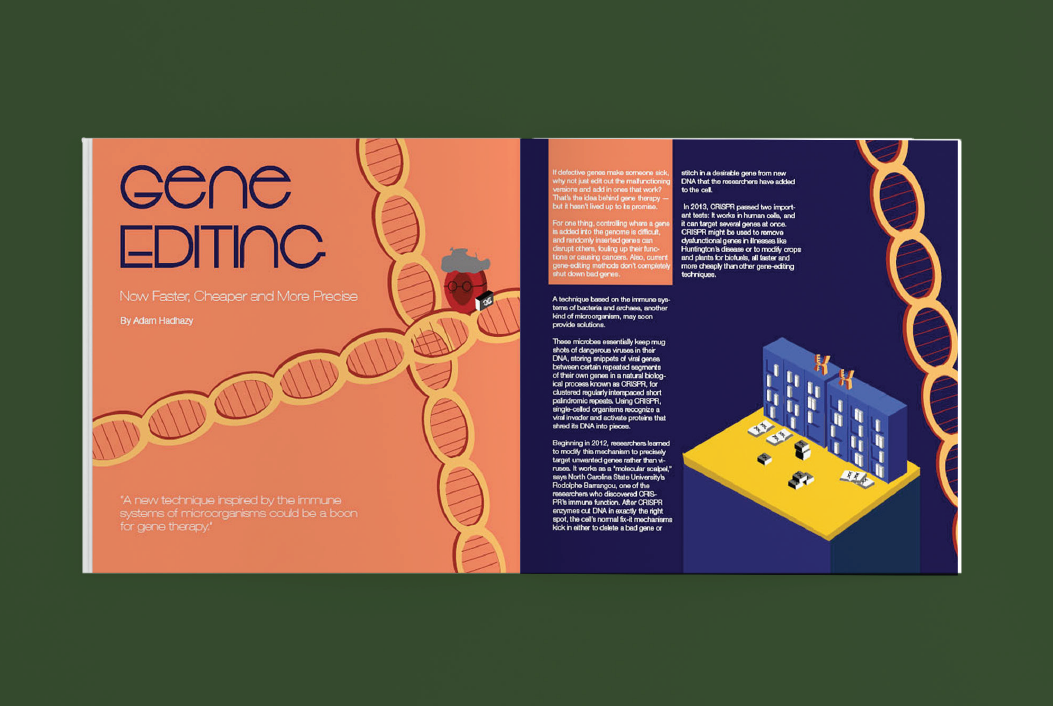 GENE
EDITING
Now Faster, Cheaper and More Precise
By Adam Hadhazy
"A new technique inspired by the immune
systems of microorganisms could be a boon
for gene therapy."
If defective genes make someone sick,
why not just edit out the malfunctioning
versions and add in ones that work?
That's the idea behind gene therapy —
but it hasn't lived up to its promise.
For one thing, controlling where a gene
is added into the genome is difficult,
and randomly inserted genes can
disrupt others, fouling up their func-
tions or causing cancers. Also, current
gene-editing methods don't completely
shut down bad genes.
A technique based on the immune sys-
tems of bacteria and archaea, another
kind of microorganism, may soon
provide solutions.
These microbes essentially keep mug
shots of dangerous viruses in their
DNA, storing snippets of viral genes
between certain repeated segments
of their own genes in a natural biolog-
ical process known as CRISPR, for
clustered regularly interspaced short
palindromic repeats. Using CRISPR,
single-celled organisms recognize a
viral invader and activate proteins that
shred its DNA into pieces.
Beginning in 2012, researchers learned
to modify this mechanism to precisely
target unwanted genes rather than vi-
ruses. It works as a "molecular scalpel,"
says North Carolina State University's
Rodolphe Barrangou, one of the
researchers who discovered CRIS-
PR's immune function. After CRISPR
enzymes cut DNA in exactly the right
spot, the cell's normal fix-it mechanisms
kick in either to delete a bad gene or
stitch in a desirable gene from new
DNA that the researchers have added
to the cell.
In 2013, CRISPR passed two import-
ant tests: It works in human cells, and
it can target several genes at once.
CRISPR might be used to remove
dysfunctional genes in illnesses like
Huntington's disease or to modify crops
and plants for biofuels, all faster and
more cheaply than other gene-editing
techniques.